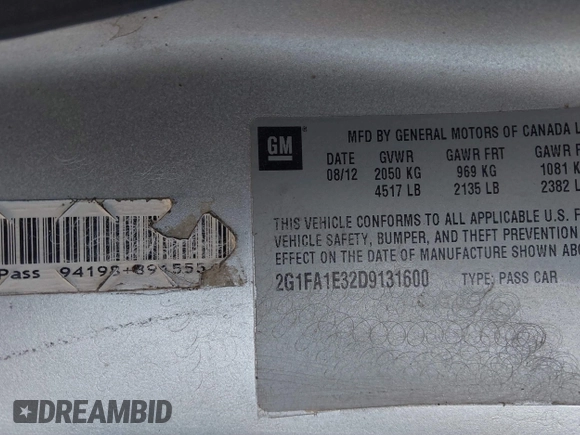 GM
MFD BY GENERAL MOTORS OF CANADA L
DATE GVWR GAWR FRT GAWR
08/12 2050 KG 969 KG 1081 K
4517 LB 2135 LB 2382 L
THIS VEHICLE CONFORMS TO ALL APPLICABLE U.S. F
VEHICLE SAFETY, BUMPER, AND THEFT PREVENTION
EFFECT ON THE DATE OF MANUFACTURE SHOWN ABO
2G1FA1E32D9131600 TYPE: PASS CAR
Pass
DREAMBID